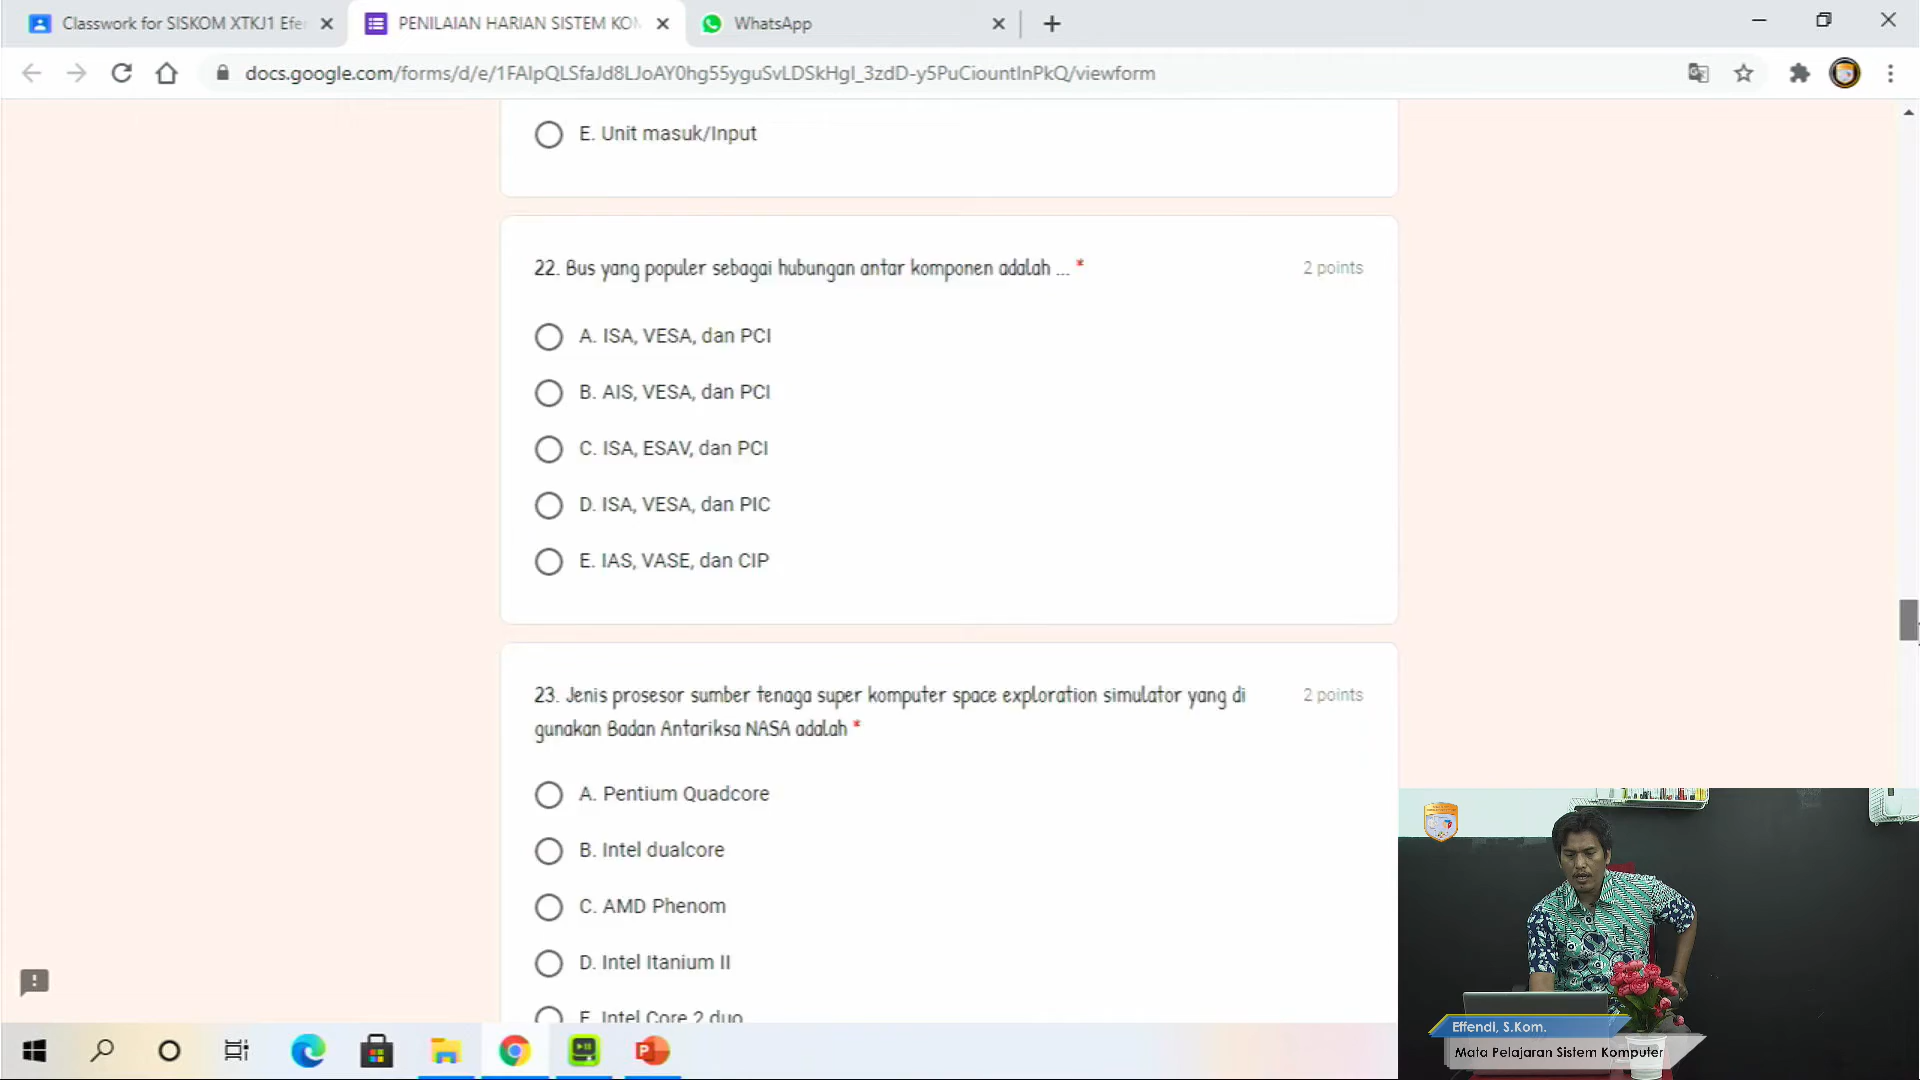 Classwork for SISKOM XTKJ1 Efe
PENILAIAN HARIAN SISTEM KO
WhatsApp
docs.google.com/forms/d/e/1FAIpQLSfaJd8LJoAY0hg55yguSvLDSkHgI_3zdD-y5PuCiountInPkQ/viewform
E. Unit masuk/Input
22. Bus yang populer sebagai hubungan antar komponen adalah ... *
2 points
A. ISA, VESA, dan PCI
B. AIS, VESA, dan PCI
C. ISA, ESAV, dan PCI
D. ISA, VESA, dan PIC
E. IAS, VASE, dan CIP
23. Jenis prosesor sumber tenaga super komputer space exploration simulator yang di
2 points
gunakan Badan Antariksa NASA adalah *
A. Pentium Quadcore
B. Intel dualcore
C. AMD Phenom
D. Intel Itanium II
E. Intel Core 2 duo
Effendi, S.Kom.
Mata Pelajaran Sistem Komputer